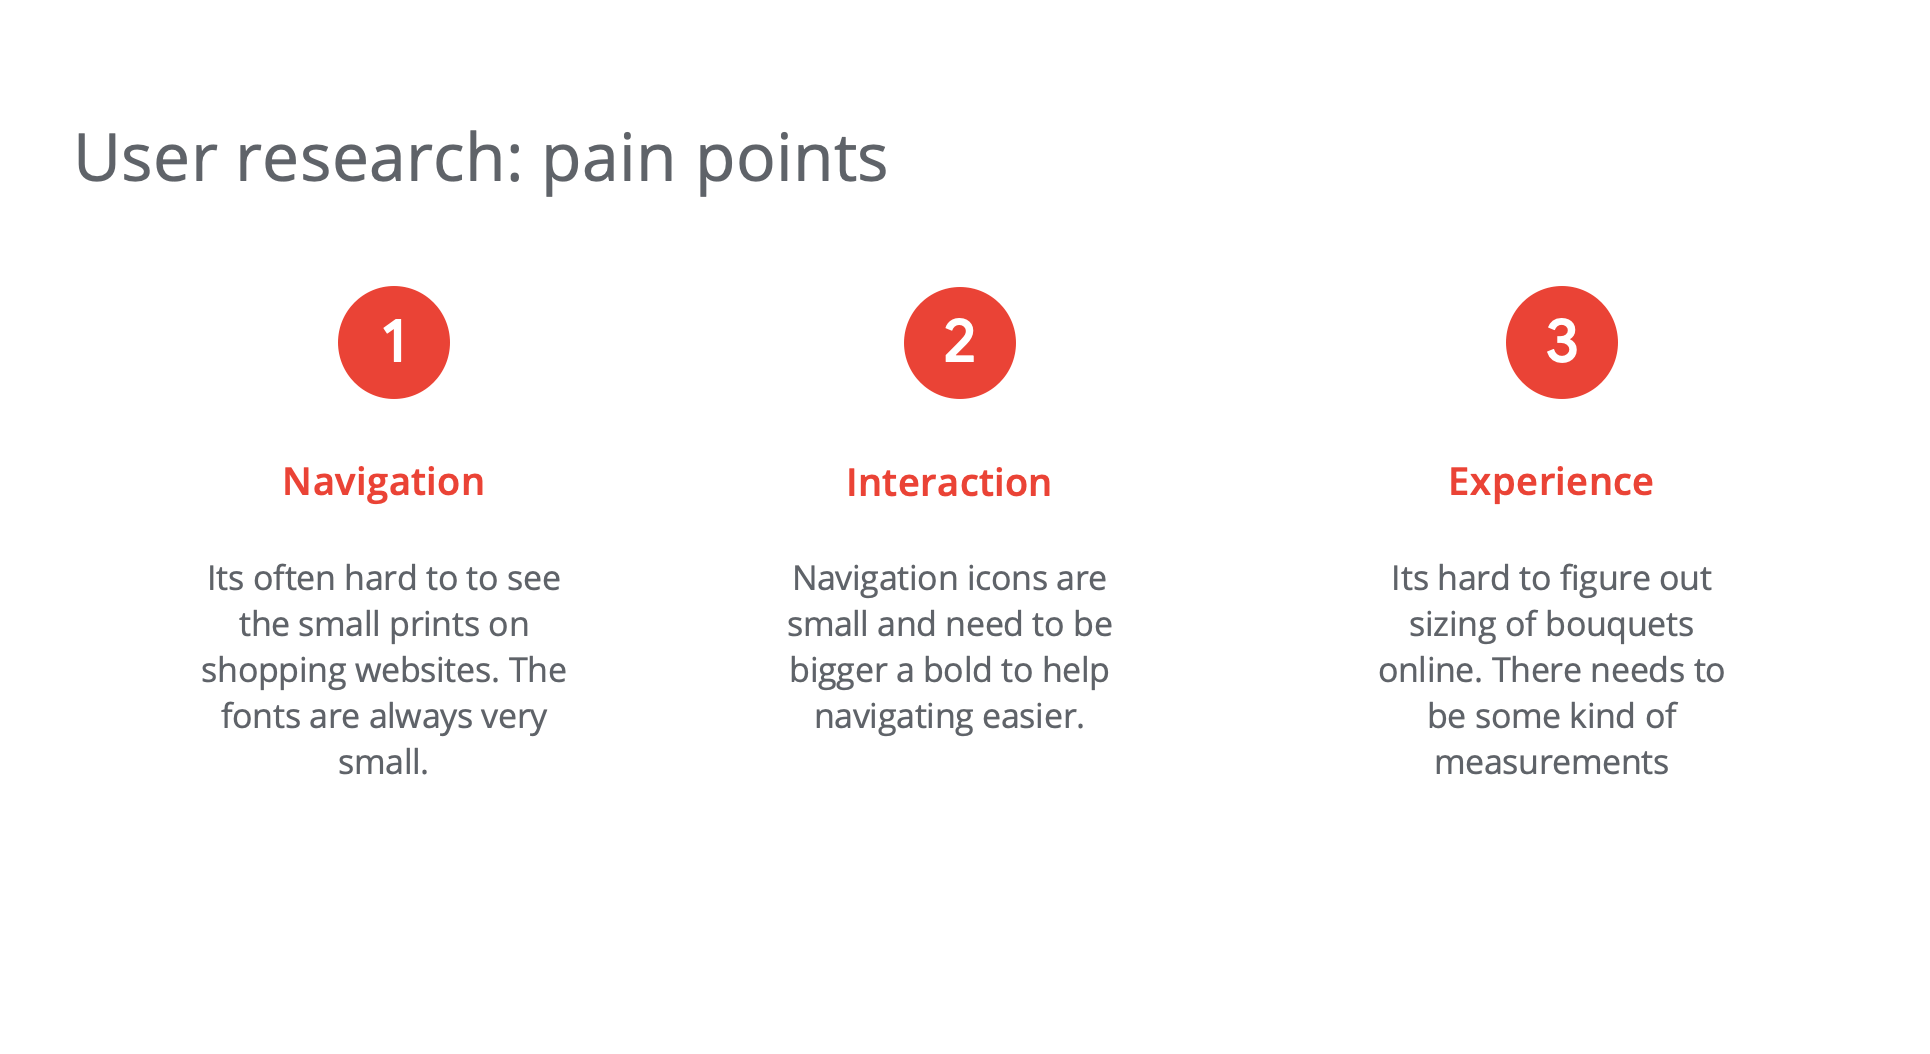 User research: pain points
1
Navigation
Its often hard to to see
the small prints on
shopping websites. The
fonts are always very
small.
2
Interaction
Navigation icons are
small and need to be
bigger a bold to help
navigating easier.
3
Experience
Its hard to figure out
sizing of bouquets
online. There needs to
be some kind of
measurements